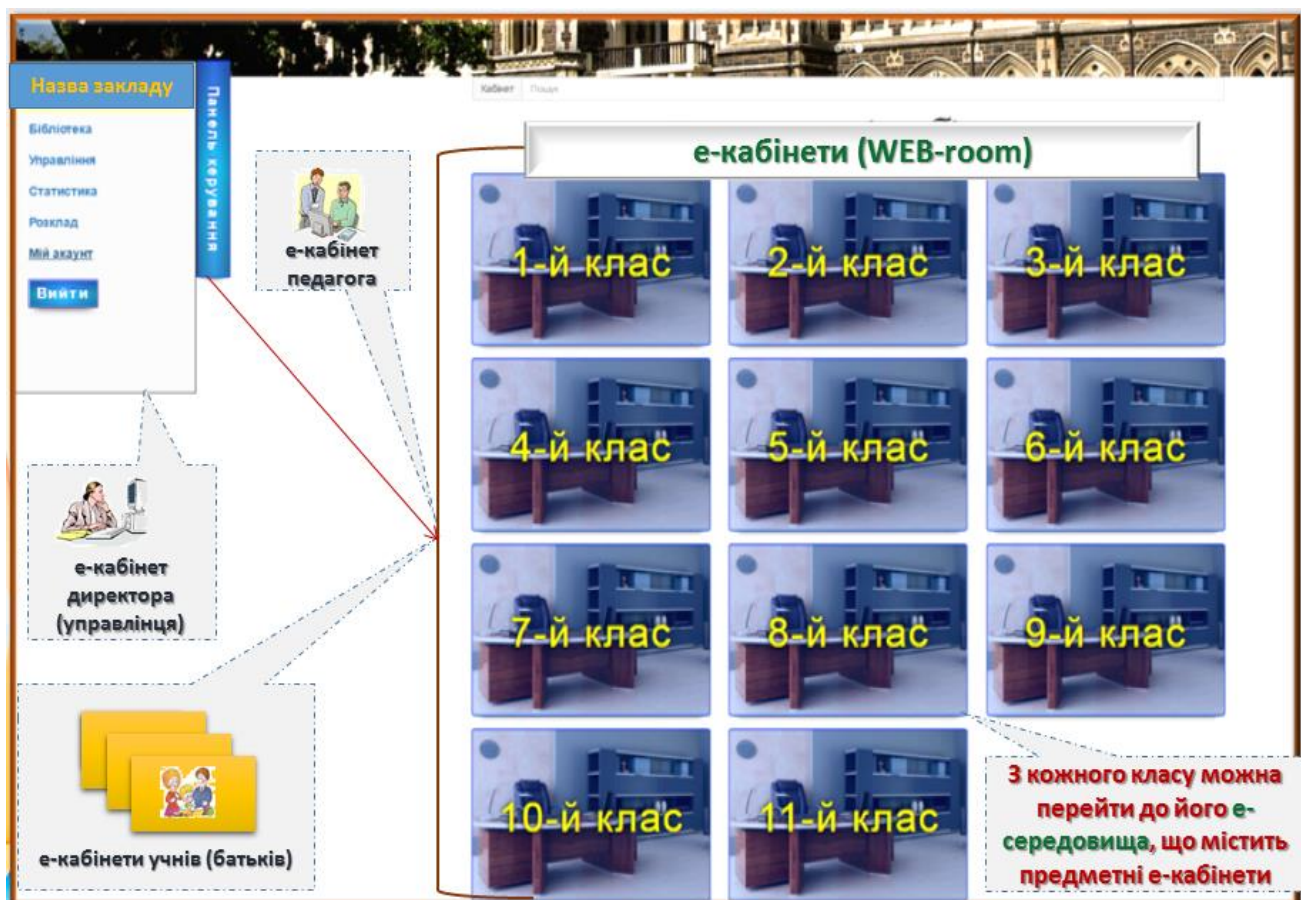 Назва закладу
Панель керування
Бібліотека
Управління
Статистика
Розклад
Мій акаунт
Вийти
Кабінет Пошук
е-кабінети (WEB-room)
е-кабінет
педагога
1-й клас
2-й клас
3-й клас
4-й клас
5-й клас
6-й клас
е-кабінет
директора
(управлінця)
7-й клас
8-й клас
9-й клас
е-кабінети учнів (батьків)
10-й клас
11-й клас
З кожного класу можна
перейти до його е-
середовища, що містить
предметні е-кабінети